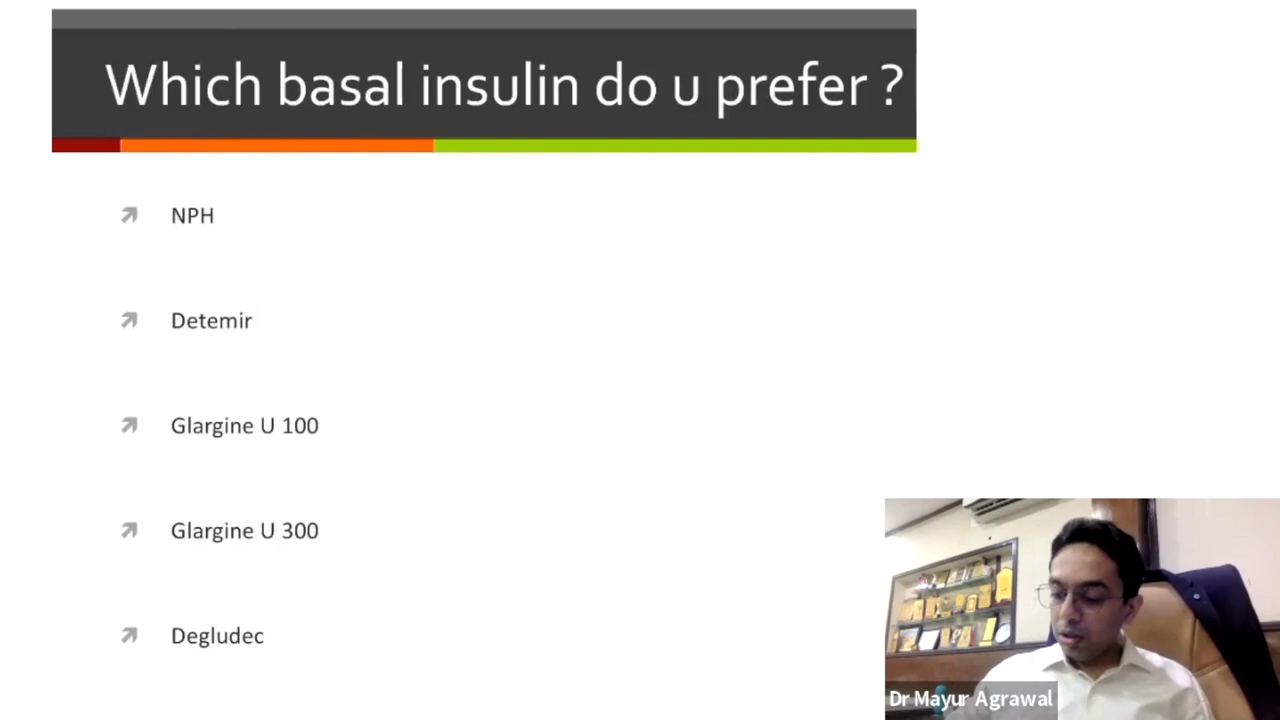 Which basal insulin do u prefer ?
NPH
Detemir
Glargine U 100
Glargine U 300
Degludec
Dr Mayur Agrawal